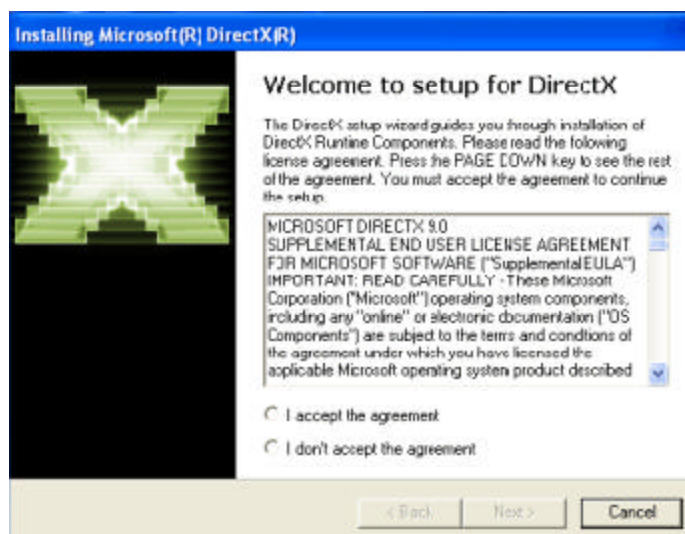 Installing Microsoft(R) DirectX(R)
Welcome to setup for DirectX
The DirectX setup wizard guides you through installation of
DirectX Runtime Components. Please read the following
license agreement. Press the PAGE DOWN key to see the rest
of the agreement. You must accept the agreement to continue
the setup.
MICROSOFT DIRECTX 9.0
SUPPLEMENTAL END USER LICENSE AGREEMENT
FOR MICROSOFT SOFTWARE ("Supplemental EULA")
IMPORTANT: READ CAREFULLY - These Microsoft
Corporation ("Microsoft") operating system components,
including any "online" or electronic documentation ("OS
Components") are subject to the terms and conditions of
the agreement under which you have licensed the
applicable Microsoft operating system product described
I accept the agreement
I don't accept the agreement
< Back Next > Cancel